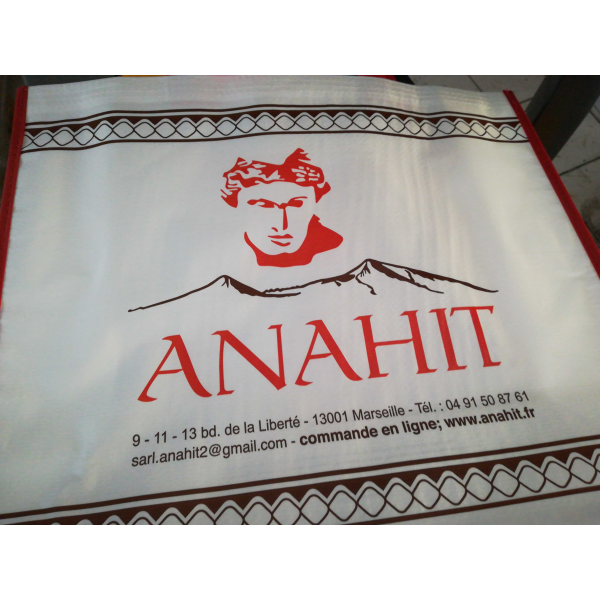 ANAHIT
9 - 11 - 13 bd. de la Liberté - 13001 Marseille - Tél. : 04 91 50 87 61
sarl.anahit2@gmail.com - commande en ligne; www.anahit.fr